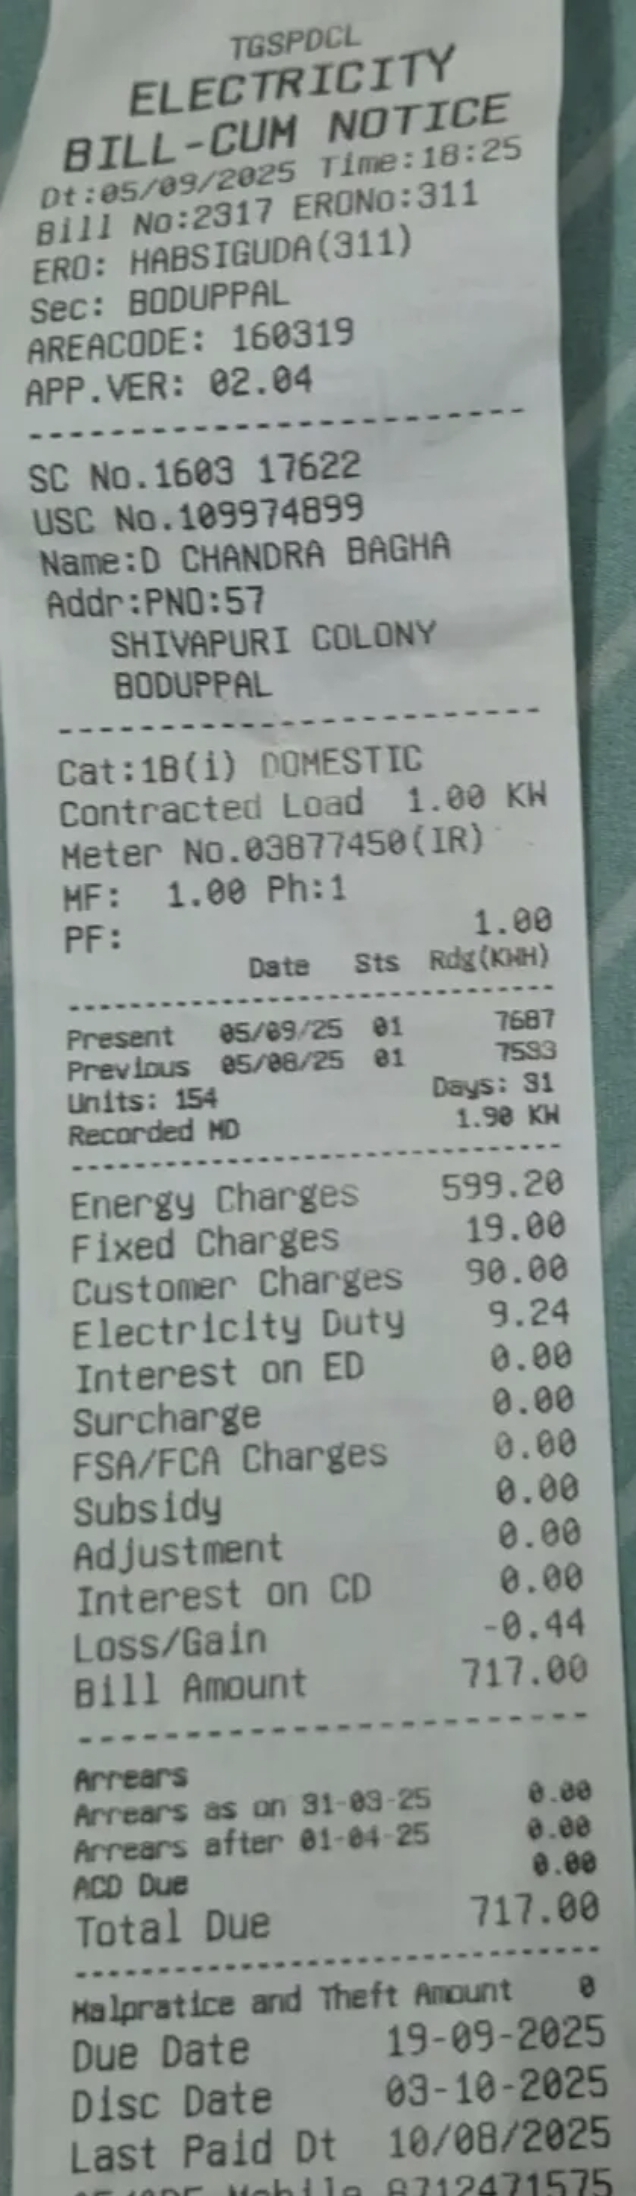 TGSPDCL
ELECTRICITY
BILL-CUM NOTICE
Dt:05/09/2025 Time:18:25
Bill No:2317 ERONo:311
ERO: HABSIGUDA(311)
Sec: BODUPPAL
AREACODE: 160319
APP.VER: 02.04
------------------------
SC No.1603 17622
USC No.109974899
Name:D CHANDRA BAGHA
Addr:PNO:57
SHIVAPURI COLONY
BODUPPAL
------------------------
Cat:1B(i) DOMESTIC
Contracted Load 1.00 KW
Meter No.03877450(IR)
MF: 1.00 Ph:1
PF: 1.00
Date Sts Rdg(KWH)
------------------------
Present 05/09/25 01 7687
Previous 05/08/25 01 7533
Units: 154 Days: 31
Recorded MD 1.90 KW
------------------------
Energy Charges 599.20
Fixed Charges 19.00
Customer Charges 90.00
Electricity Duty 9.24
Interest on ED 0.00
Surcharge 0.00
FSA/FCA Charges 0.00
Subsidy 0.00
Adjustment 0.00
Interest on CD 0.00
Loss/Gain -0.44
Bill Amount 717.00
------------------------
Arrears
Arrears as on 31-03-25 0.00
Arrears after 01-04-25 0.00
ACD Due 0.00
Total Due 717.00
------------------------
Malpratice and Theft Amount 0
Due Date 19-09-2025
Disc Date 03-10-2025
Last Paid Dt 10/08/2025
Mobile 8712471575